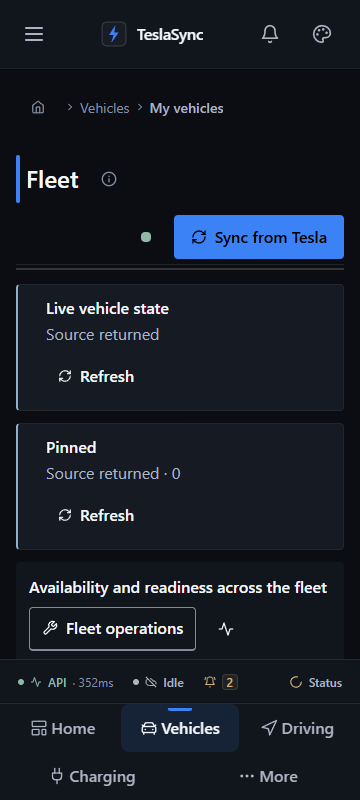 TeslaSync
Vehicles
My vehicles
Fleet
Sync from Tesla
Live vehicle state
Source returned
Refresh
Pinned
Source returned · 0
Refresh
Availability and readiness across the fleet
Fleet operations
API · 352ms Idle 2 Status
Home Vehicles Driving
Charging More